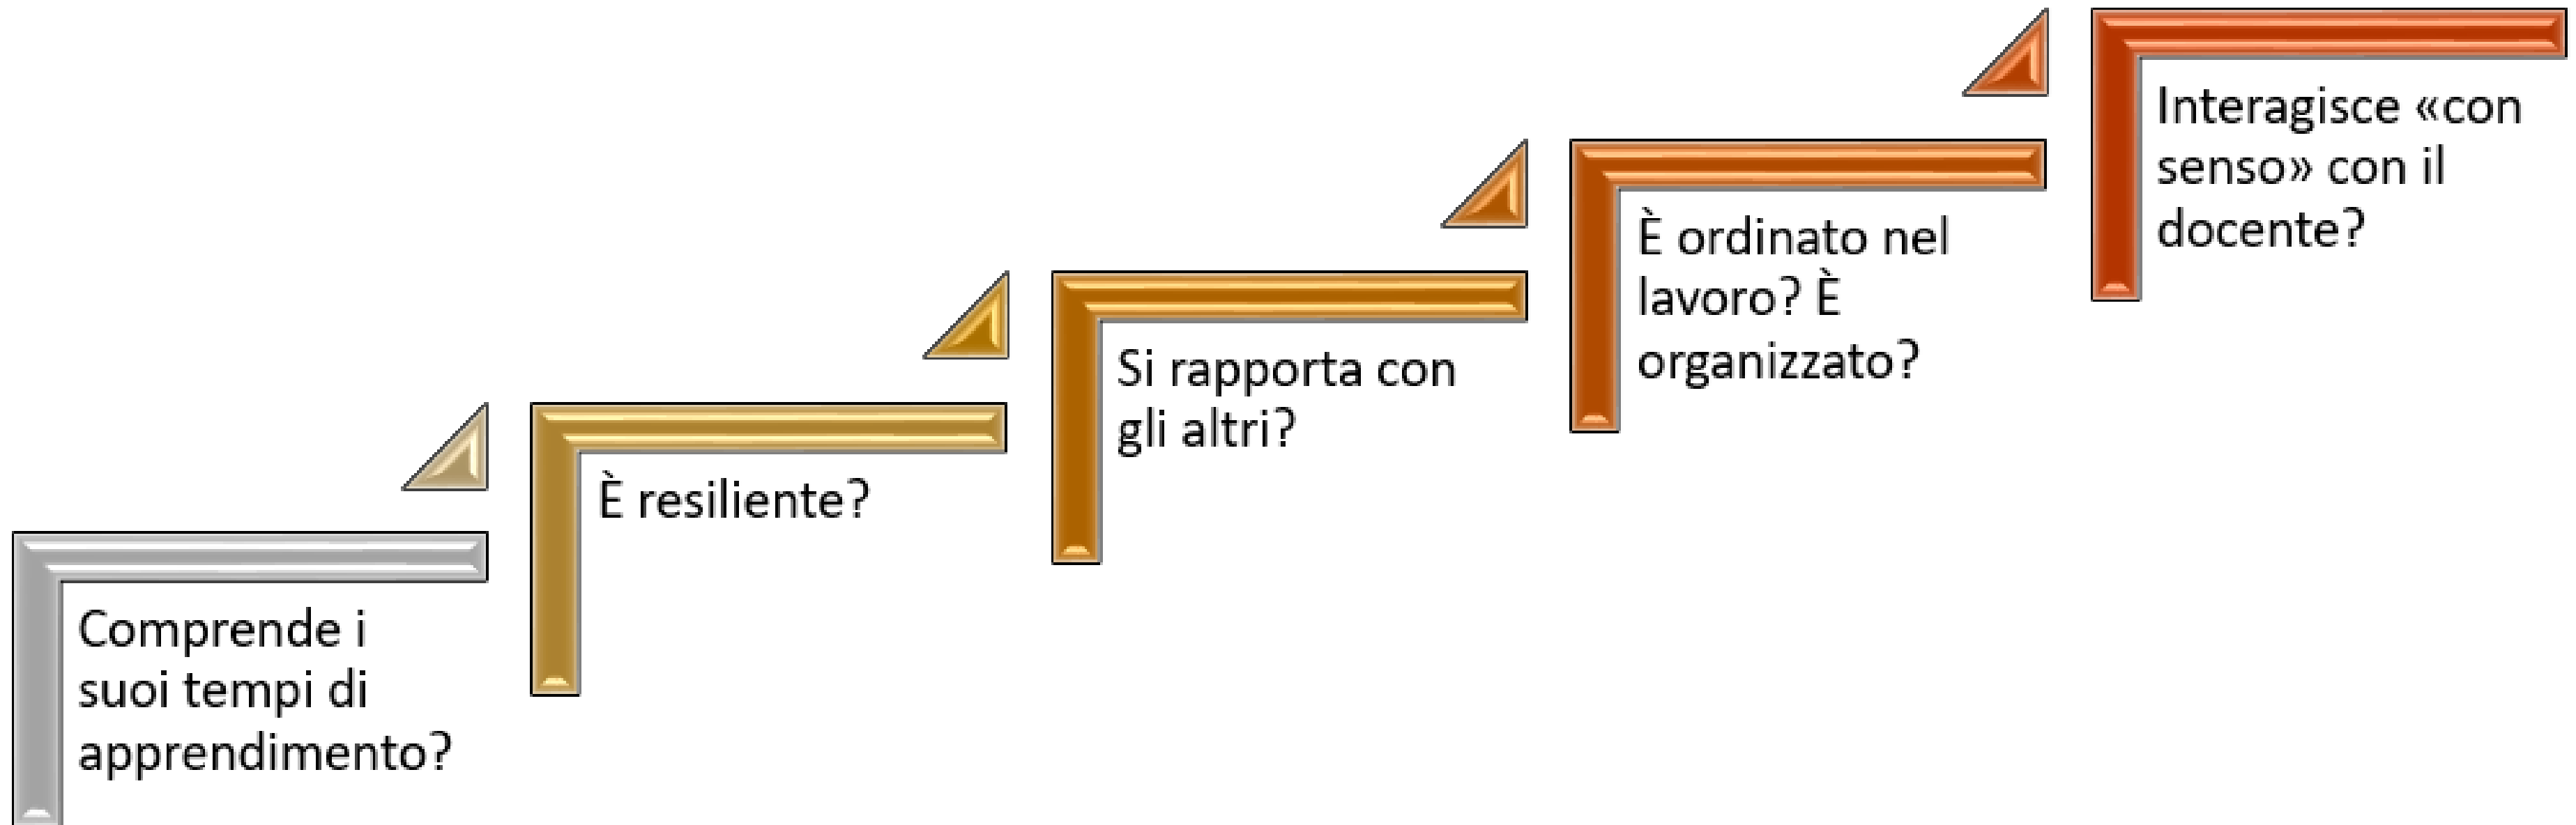 Comprende i
suoi tempi di
apprendimento?
È resiliente?
Si rapporta con
gli altri?
È ordinato nel
lavoro? È
organizzato?
Interagisce «con
senso» con il
docente?